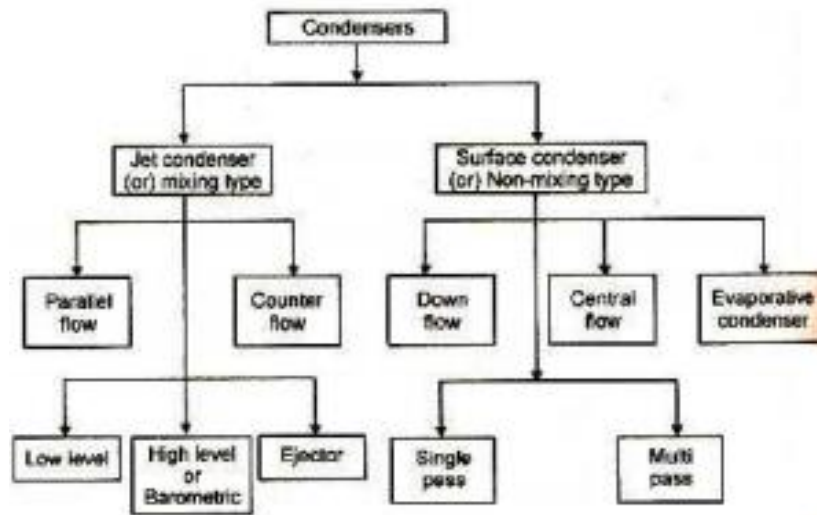 Condensers
Jet condenser
(or) mixing type
Surface condenser
(or) Non-mixing type
Parallel
flow
Counter
flow
Down
flow
Central
flow
Evaporative
condenser
Low level
High level
or
Barometric
Ejector
Single
pass
Multi
pass